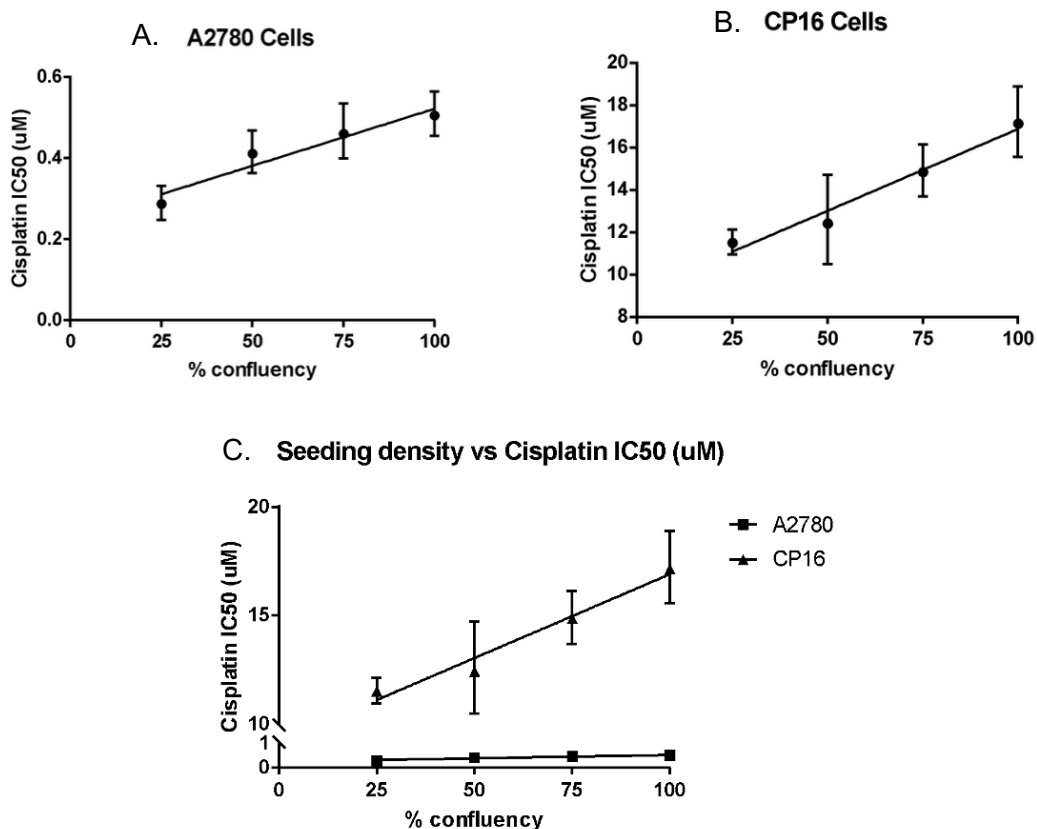 A. A2780 Cells
Cisplatin IC50 (uM)
0.6
0.4
0.2
0.0
0 25 50 75 100
% confluency
B. CP16 Cells
Cisplatin IC50 (uM)
20
18
16
14
12
10
8
0 25 50 75 100
% confluency
C. Seeding density vs Cisplatin IC50 (uM)
Cisplatin IC50 (uM)
20
15
10
1
0
0 25 50 75 100
% confluency
A2780
CP16